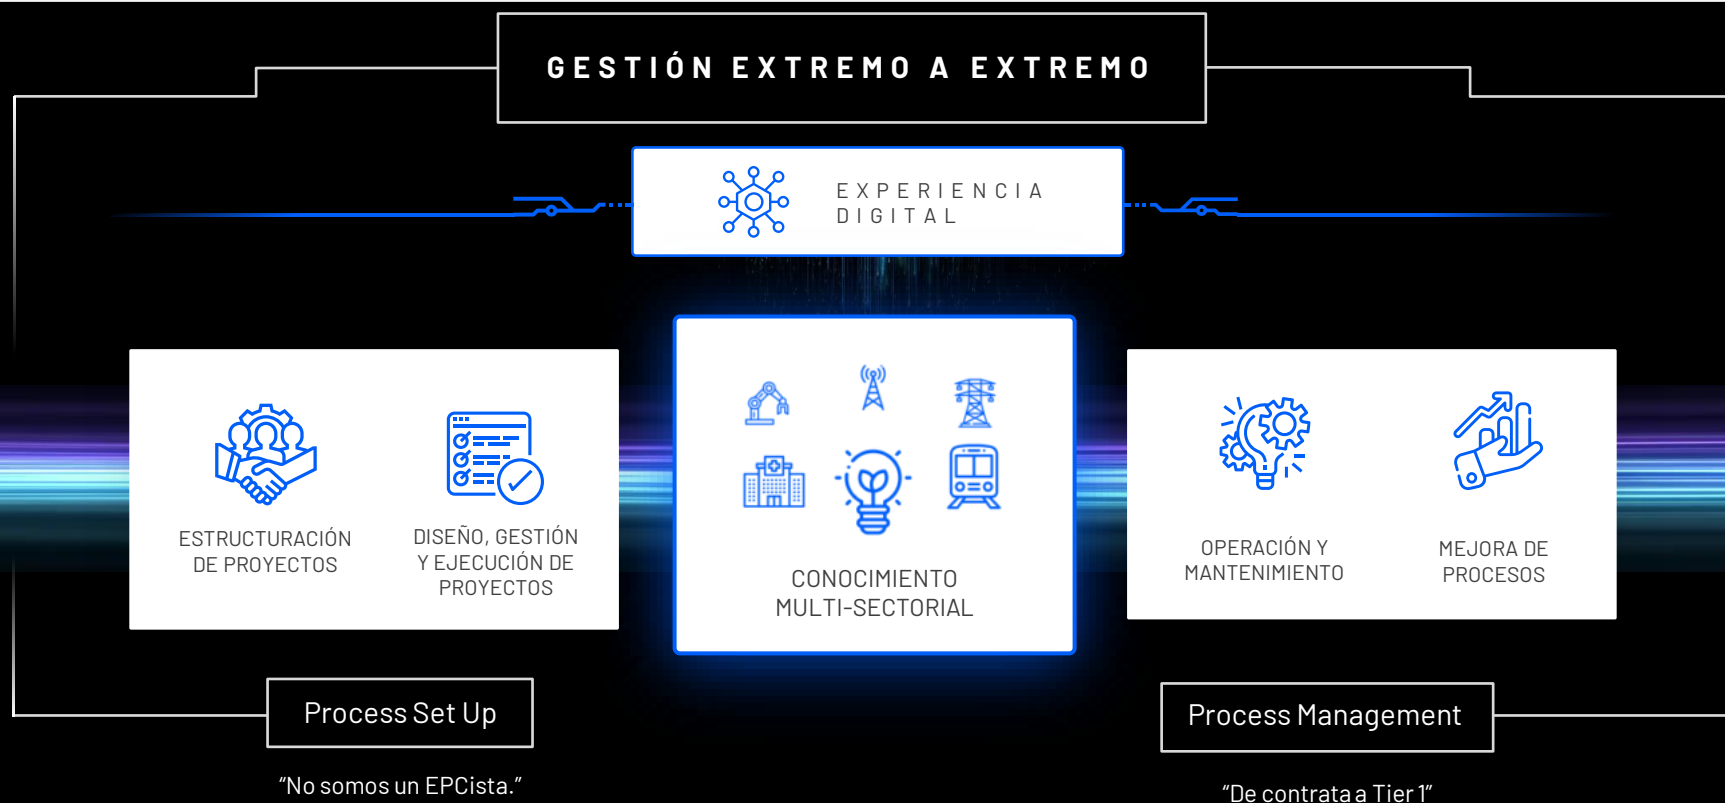 GESTIÓN EXTREMO A EXTREMO
EXPERIENCIA
DIGITAL
ESTRUCTURACIÓN
DE PROYECTOS
DISEÑO, GESTIÓN
Y EJECUCIÓN DE
PROYECTOS
CONOCIMIENTO
MULTI-SECTORIAL
OPERACIÓN Y
MANTENIMIENTO
MEJORA DE
PROCESOS
Process Set Up
“No somos un EPCista.”
Process Management
“De contrata a Tier 1”